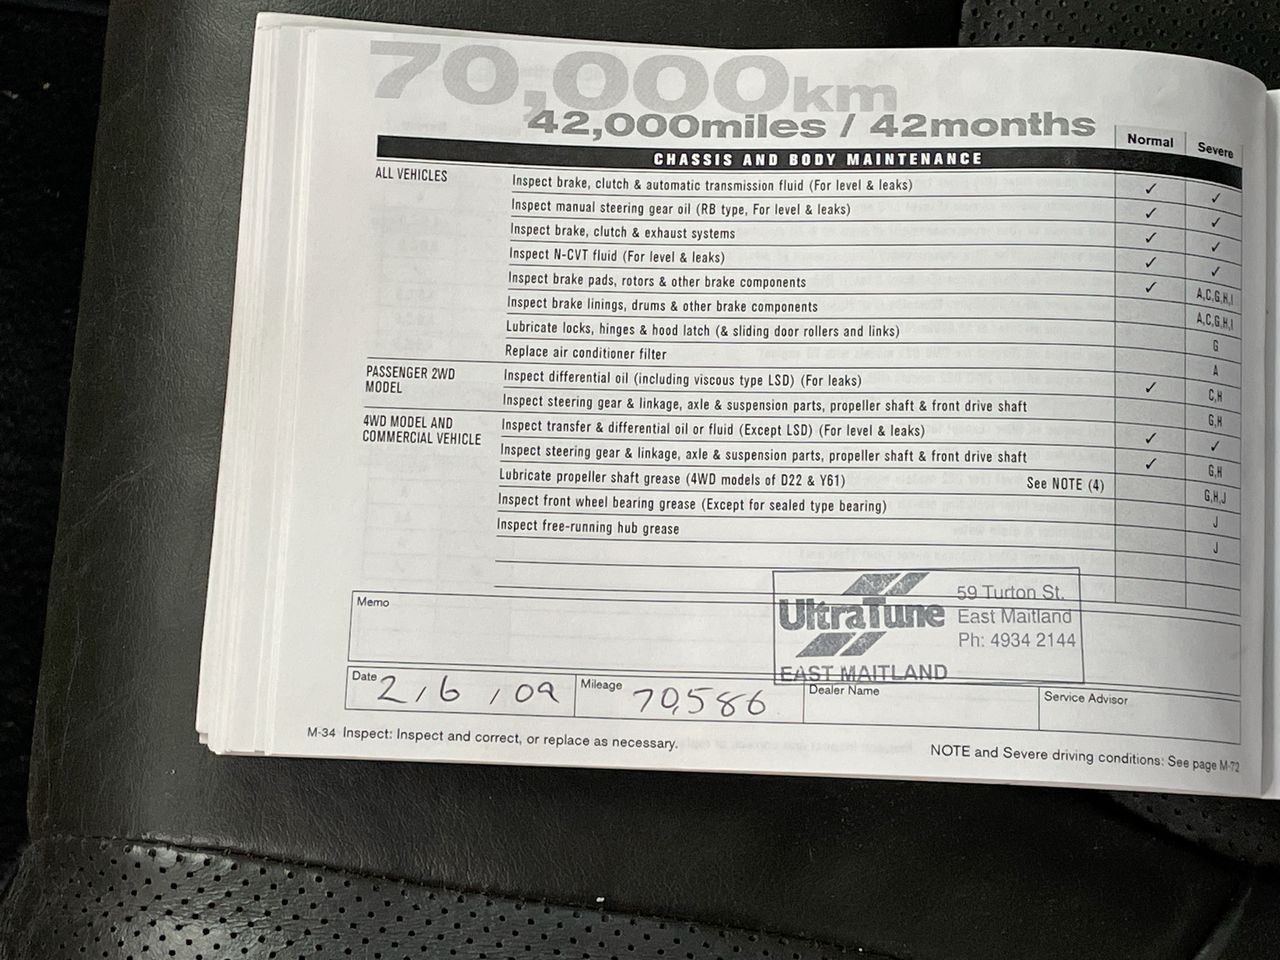 70,000km
42,000miles / 42months
Normal Severe
CHASSIS AND BODY MAINTENANCE
ALL VEHICLES Inspect brake, clutch & automatic transmission fluid (For level & leaks) ✓ ✓
Inspect manual steering gear oil (RB type, For level & leaks) ✓ ✓
Inspect brake, clutch & exhaust systems ✓ ✓
Inspect N-CVT fluid (For level & leaks) ✓ ✓
Inspect brake pads, rotors & other brake components ✓ A,C,G,H,I
Inspect brake linings, drums & other brake components A,C,G,H,I
Lubricate locks, hinges & hood latch (& sliding door rollers and links) G
Replace air conditioner filter A
PASSENGER 2WD MODEL Inspect differential oil (including viscous type LSD) (For leaks) ✓ C,H
Inspect steering gear & linkage, axle & suspension parts, propeller shaft & front drive shaft G,H
4WD MODEL AND COMMERCIAL VEHICLE Inspect transfer & differential oil or fluid (Except LSD) (For level & leaks) ✓ ✓
Inspect steering gear & linkage, axle & suspension parts, propeller shaft & front drive shaft ✓ G,H
Lubricate propeller shaft grease (4WD models of D22 & Y61) See NOTE (4) G,H,J
Inspect front wheel bearing grease (Except for sealed type bearing) J
Inspect free-running hub grease J
Memo
UltraTune
59 Turton St.
East Maitland
Ph: 4934 2144
EAST MAITLAND
Date 2/6/09 Mileage 70,586 Dealer Name Service Advisor
M-34 Inspect: Inspect and correct, or replace as necessary.
NOTE and Severe driving conditions: See page M-72